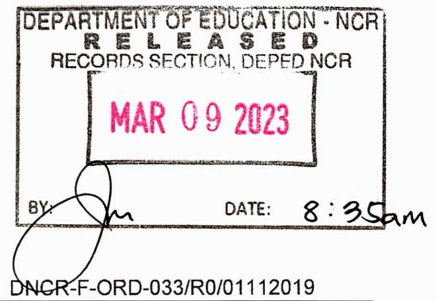 DEPARTMENT OF EDUCATION - NCR
RELEASED
RECORDS SECTION, DEPED NCR
MAR 09 2023
BY: DATE: 8:35am
DNCR-F-ORD-033/R0/01112019